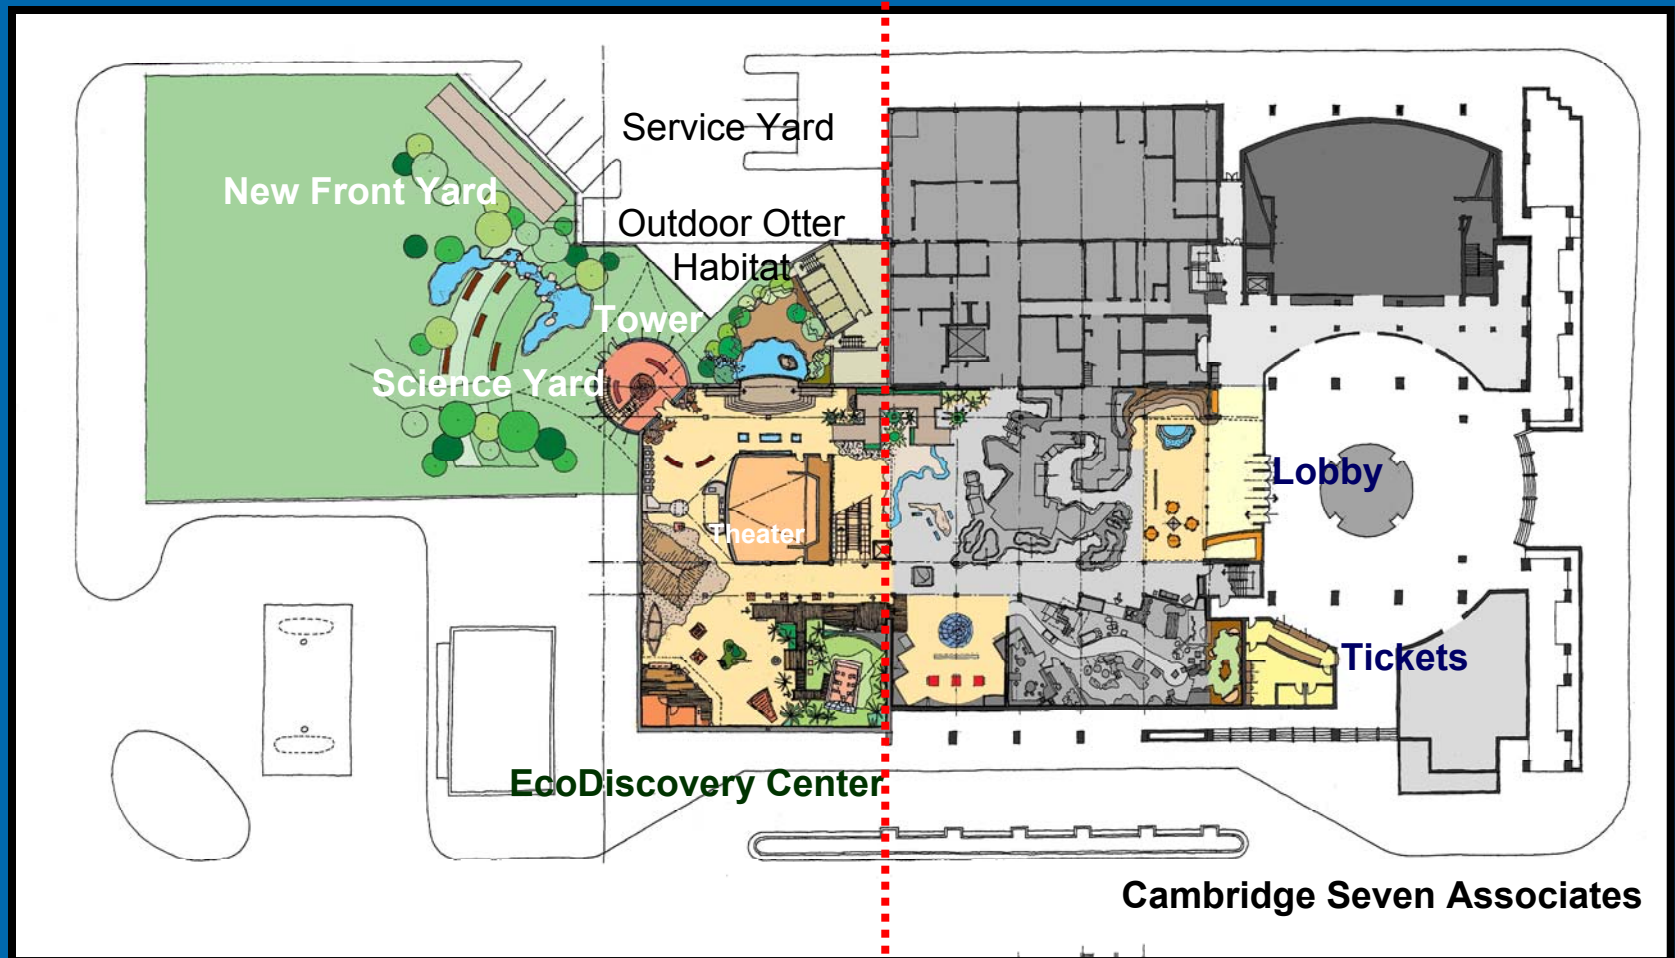 Service Yard
New Front Yard
Outdoor Otter
Habitat
Tower
Science Yard
Lobby
Theater
Tickets
EcoDiscovery Center
Cambridge Seven Associates